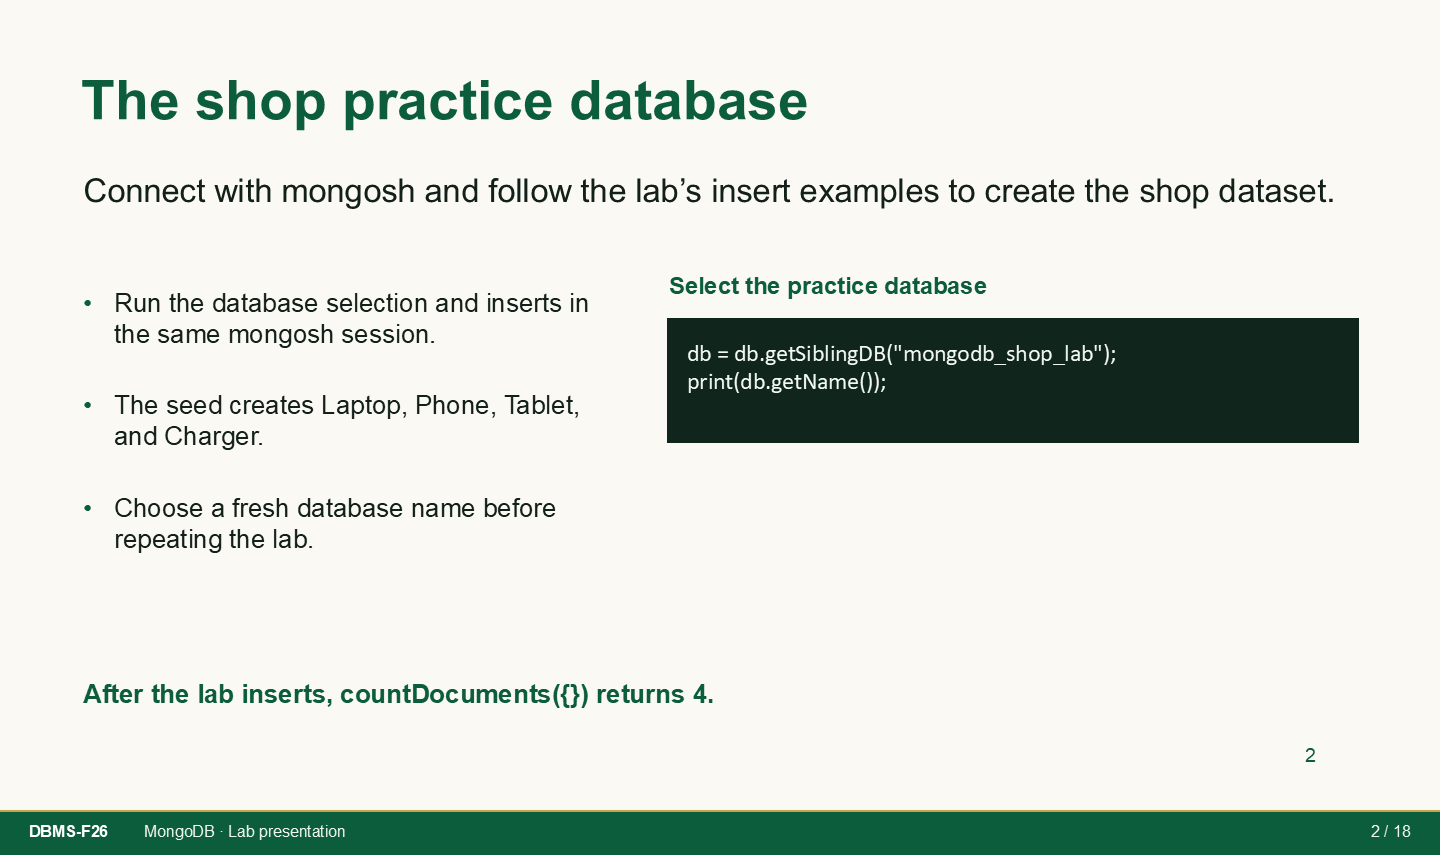 The shop practice database
Connect with mongosh and follow the lab’s insert examples to create the shop dataset.
• Run the database selection and inserts in
the same mongosh session.
• The seed creates Laptop, Phone, Tablet,
and Charger.
• Choose a fresh database name before
repeating the lab.
Select the practice database
db = db.getSiblingDB("mongodb_shop_lab");
print(db.getName());
After the lab inserts, countDocuments({}) returns 4.
2
DBMS-F26 MongoDB · Lab presentation 2 / 18